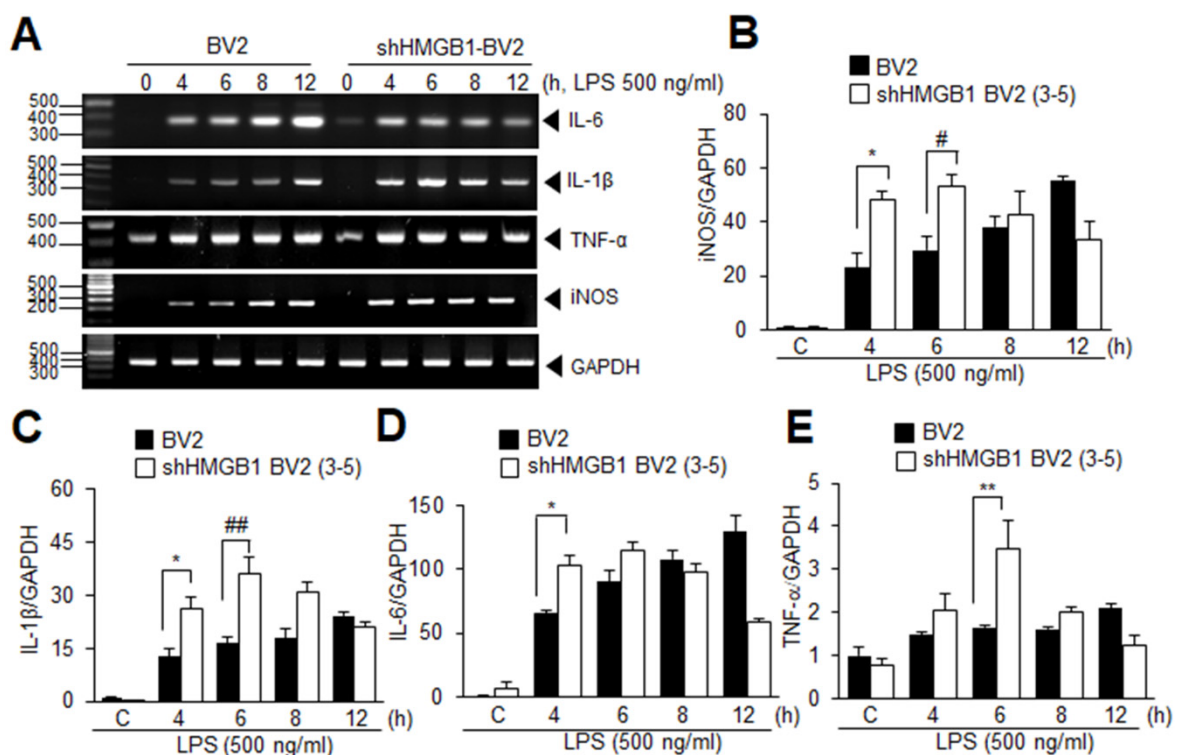 A
BV2 shHMGB1-BV2
0 4 6 8 12 0 4 6 8 12 (h, LPS 500 ng/ml)
500
400
300
IL-6
500
400
300
IL-1β
500
400
TNF-α
500
400
300
200
iNOS
500
400
300
GAPDH
B
BV2
shHMGB1 BV2 (3-5)
iNOS/GAPDH
80
60
40
20
0
*
#
C 4 6 8 12 (h)
LPS (500 ng/ml)
C
BV2
shHMGB1 BV2 (3-5)
IL-1β/GAPDH
60
45
30
15
0
*
##
C 4 6 8 12 (h)
LPS (500 ng/ml)
D
BV2
shHMGB1 BV2 (3-5)
IL-6/GAPDH
150
100
50
0
*
C 4 6 8 12 (h)
LPS (500 ng/ml)
E
BV2
shHMGB1 BV2 (3-5)
TNF-α/GAPDH
5
4
3
2
1
0
**
C 4 6 8 12 (h)
LPS (500 ng/ml)